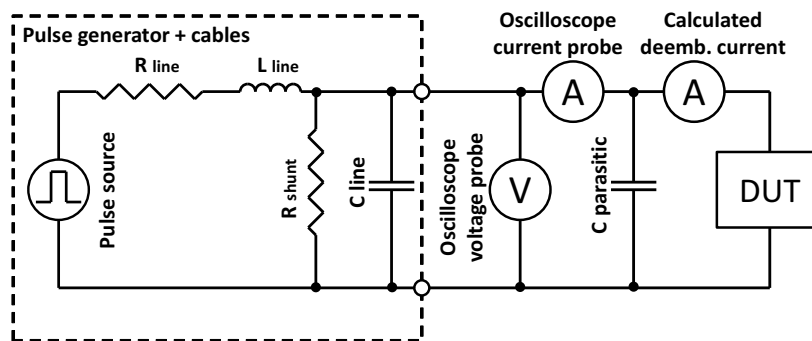 Pulse generator + cables
Oscilloscope
current probe
Calculated
deemb. current
R line
L line
A
A
Pulse source
R shunt
C line
Oscilloscope
voltage probe
V
C parasitic
DUT